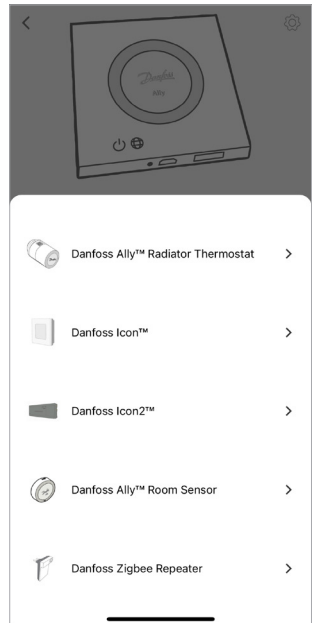 Danfoss
Ally
Danfoss Ally™ Radiator Thermostat
Danfoss Icon™
Danfoss Icon2™
Danfoss Ally™ Room Sensor
Danfoss Zigbee Repeater